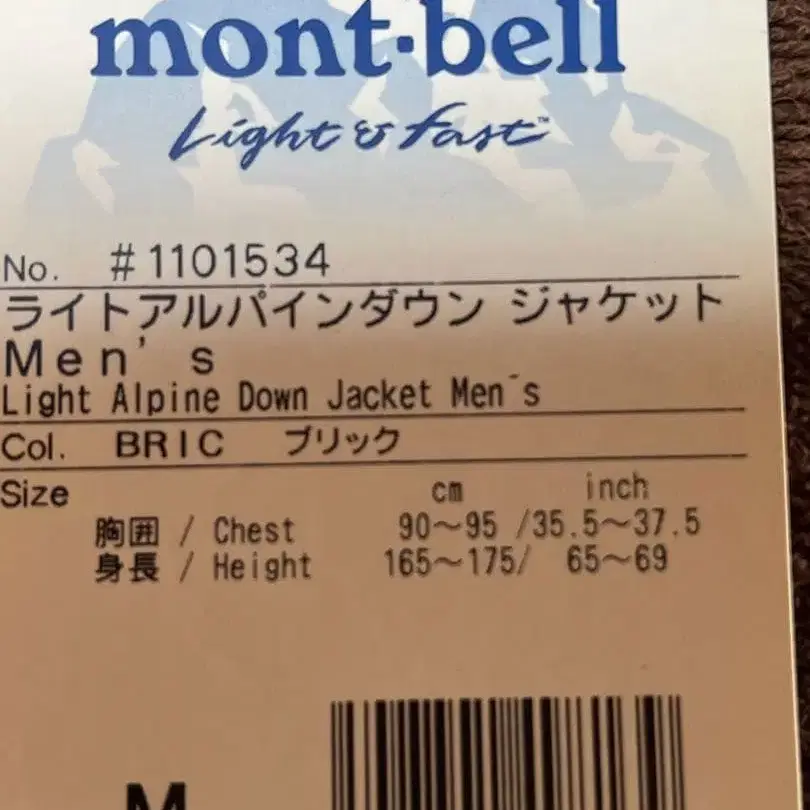 mont·bell
Light & fast™
No. #1101534
ライトアルパインダウン ジャケット
Men's
Light Alpine Down Jacket Men´s
Col. BRIC ブリック
Size cm inch
胸囲 / Chest 90～95 /35.5～37.5
身長 / Height 165～175/ 65～69
M